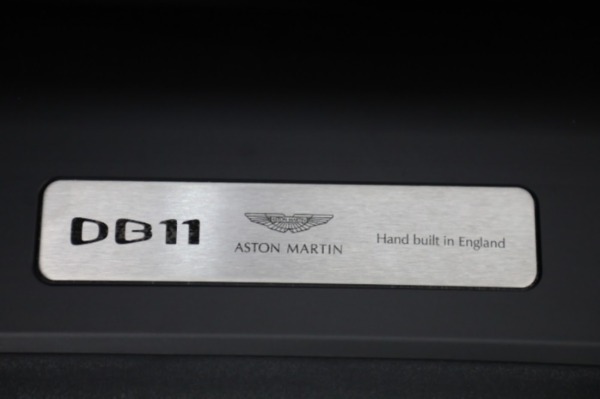 DB11
ASTON MARTIN
Hand built in England